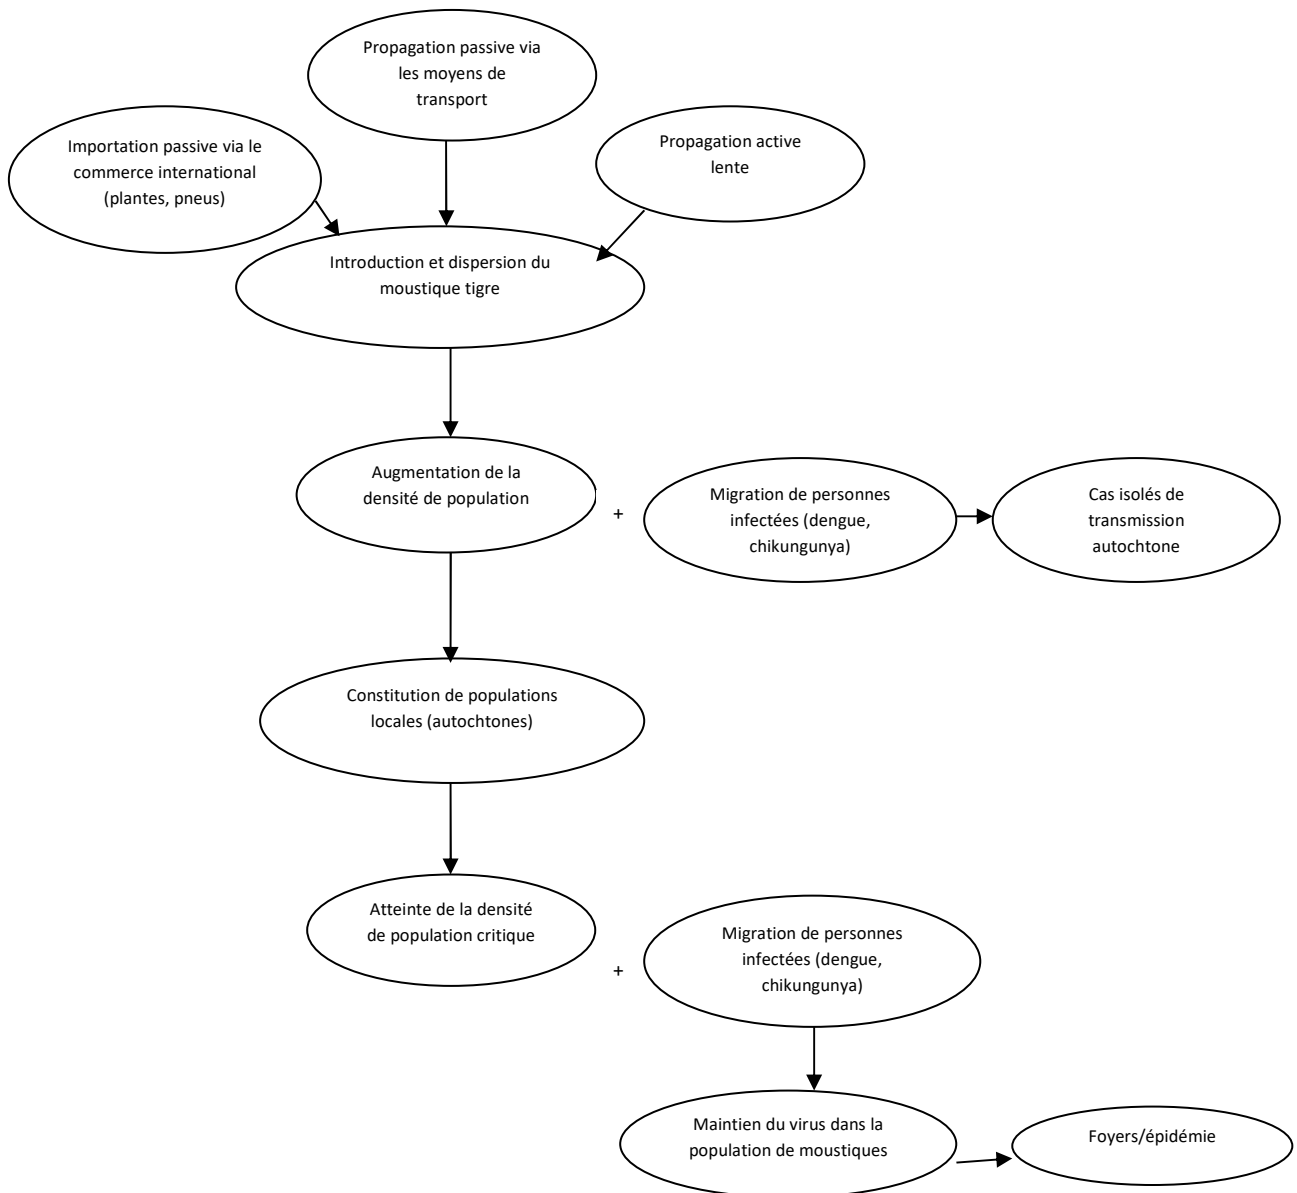 Propagation passive via
les moyens de
transport
Importation passive via le
commerce international
(plantes, pneus)
Propagation active
lente
Introduction et dispersion du
moustique tigre
Augmentation de la
densité de population
+
Migration de personnes
infectées (dengue,
chikungunya)
Cas isolés de
transmission
autochtone
Constitution de populations
locales (autochtones)
Atteinte de la densité
de population critique
+
Migration de personnes
infectées (dengue,
chikungunya)
Maintien du virus dans la
population de moustiques
Foyers/épidémie